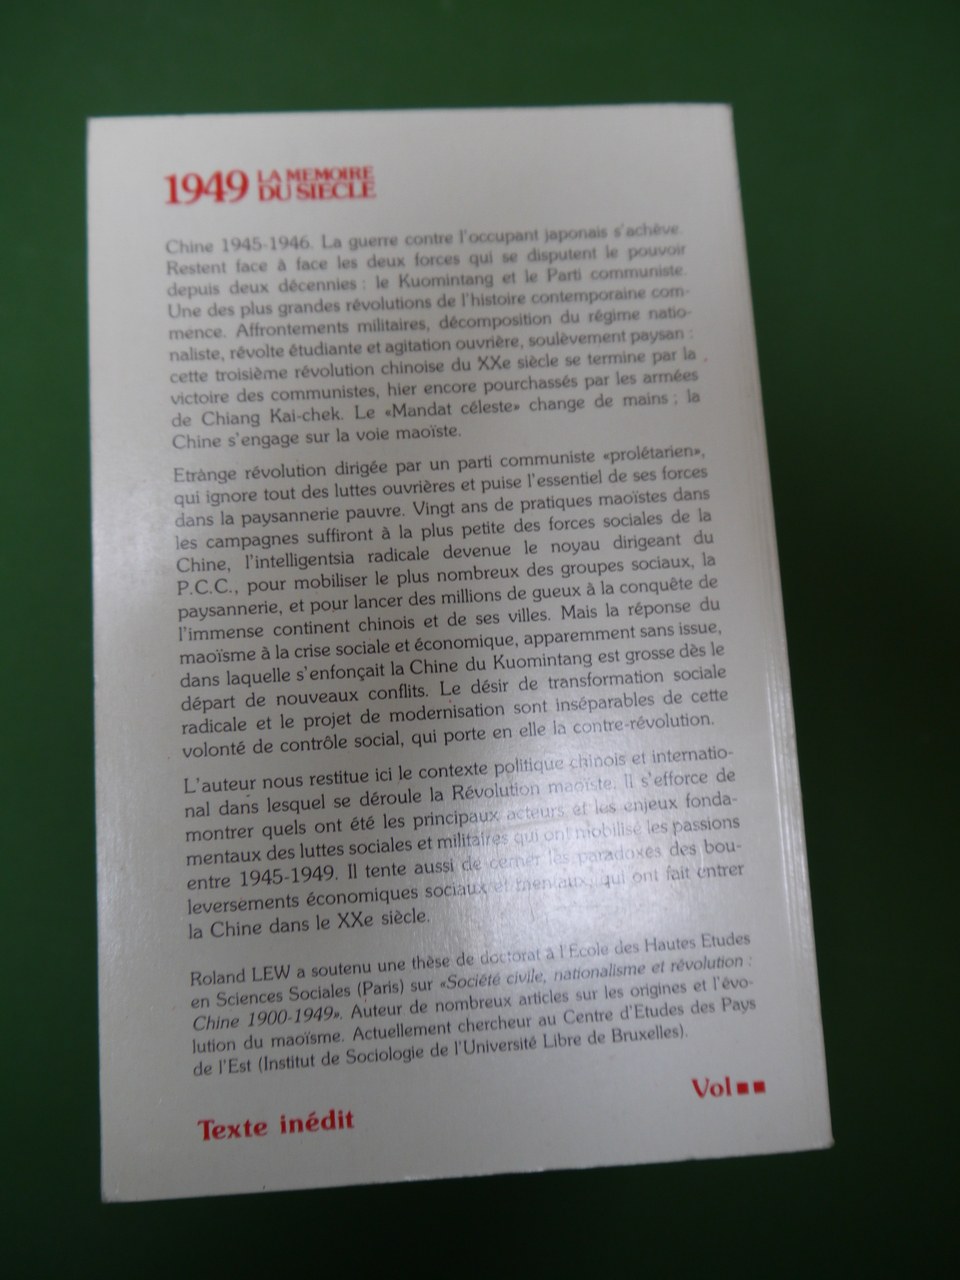 1949 LA MEMOIRE
DU SIECLE
Chine 1945-1946. La guerre contre l'occupant japonais s'achève.
Restent face à face les deux forces qui se disputent le pouvoir
depuis deux décennies : le Kuomintang et le Parti communiste.
Une des plus grandes révolutions de l'histoire contemporaine com-
mence. Affrontements militaires, décomposition du régime natio-
naliste, révolte étudiante et agitation ouvrière, soulèvement paysan :
cette troisième révolution chinoise du XXe siècle se termine par la
victoire des communistes, hier encore pourchassés par les armées
de Chiang Kai-chek. Le «Mandat céleste» change de mains ; la
Chine s'engage sur la voie maoïste.
Etrange révolution dirigée par un parti communiste «prolétarien»,
qui ignore tout des luttes ouvrières et puise l'essentiel de ses forces
dans la paysannerie pauvre. Vingt ans de pratiques maoïstes dans
les campagnes suffiront à la plus petite des forces sociales de la
Chine, l'intelligentsia radicale devenue le noyau dirigeant du
P.C.C., pour mobiliser le plus nombreux des groupes sociaux, la
paysannerie, et pour lancer des millions de gueux à la conquête de
l'immense continent chinois et de ses villes. Mais la réponse du
maoïsme à la crise sociale et économique, apparemment sans issue,
dans laquelle s'enfonçait la Chine du Kuomintang est grosse dès le
départ de nouveaux conflits. Le désir de transformation sociale
radicale et le projet de modernisation sont inséparables de cette
volonté de contrôle social, qui porte en elle la contre-révolution.
L'auteur nous restitue ici le contexte politique chinois et internatio-
nal dans lesquel se déroule la Révolution maoïste. Il s'efforce de
montrer quels ont été les principaux acteurs et les enjeux fonda-
mentaux des luttes sociales et militaires qui ont mobilisé les passions
entre 1945-1949. Il tente aussi de cerner les paradoxes des bou-
leversements économiques sociaux et mentaux, qui ont fait entrer
la Chine dans le XXe siècle.
Roland LEW a soutenu une thèse de doctorat à l'Ecole des Hautes Etudes
en Sciences Sociales (Paris) sur «Société civile, nationalisme et révolution :
Chine 1900-1949». Auteur de nombreux articles sur les origines et l'évo-
lution du maoïsme. Actuellement chercheur au Centre d'Etudes des Pays
de l'Est (Institut de Sociologie de l'Université Libre de Bruxelles).
Vol ■■
Texte inédit